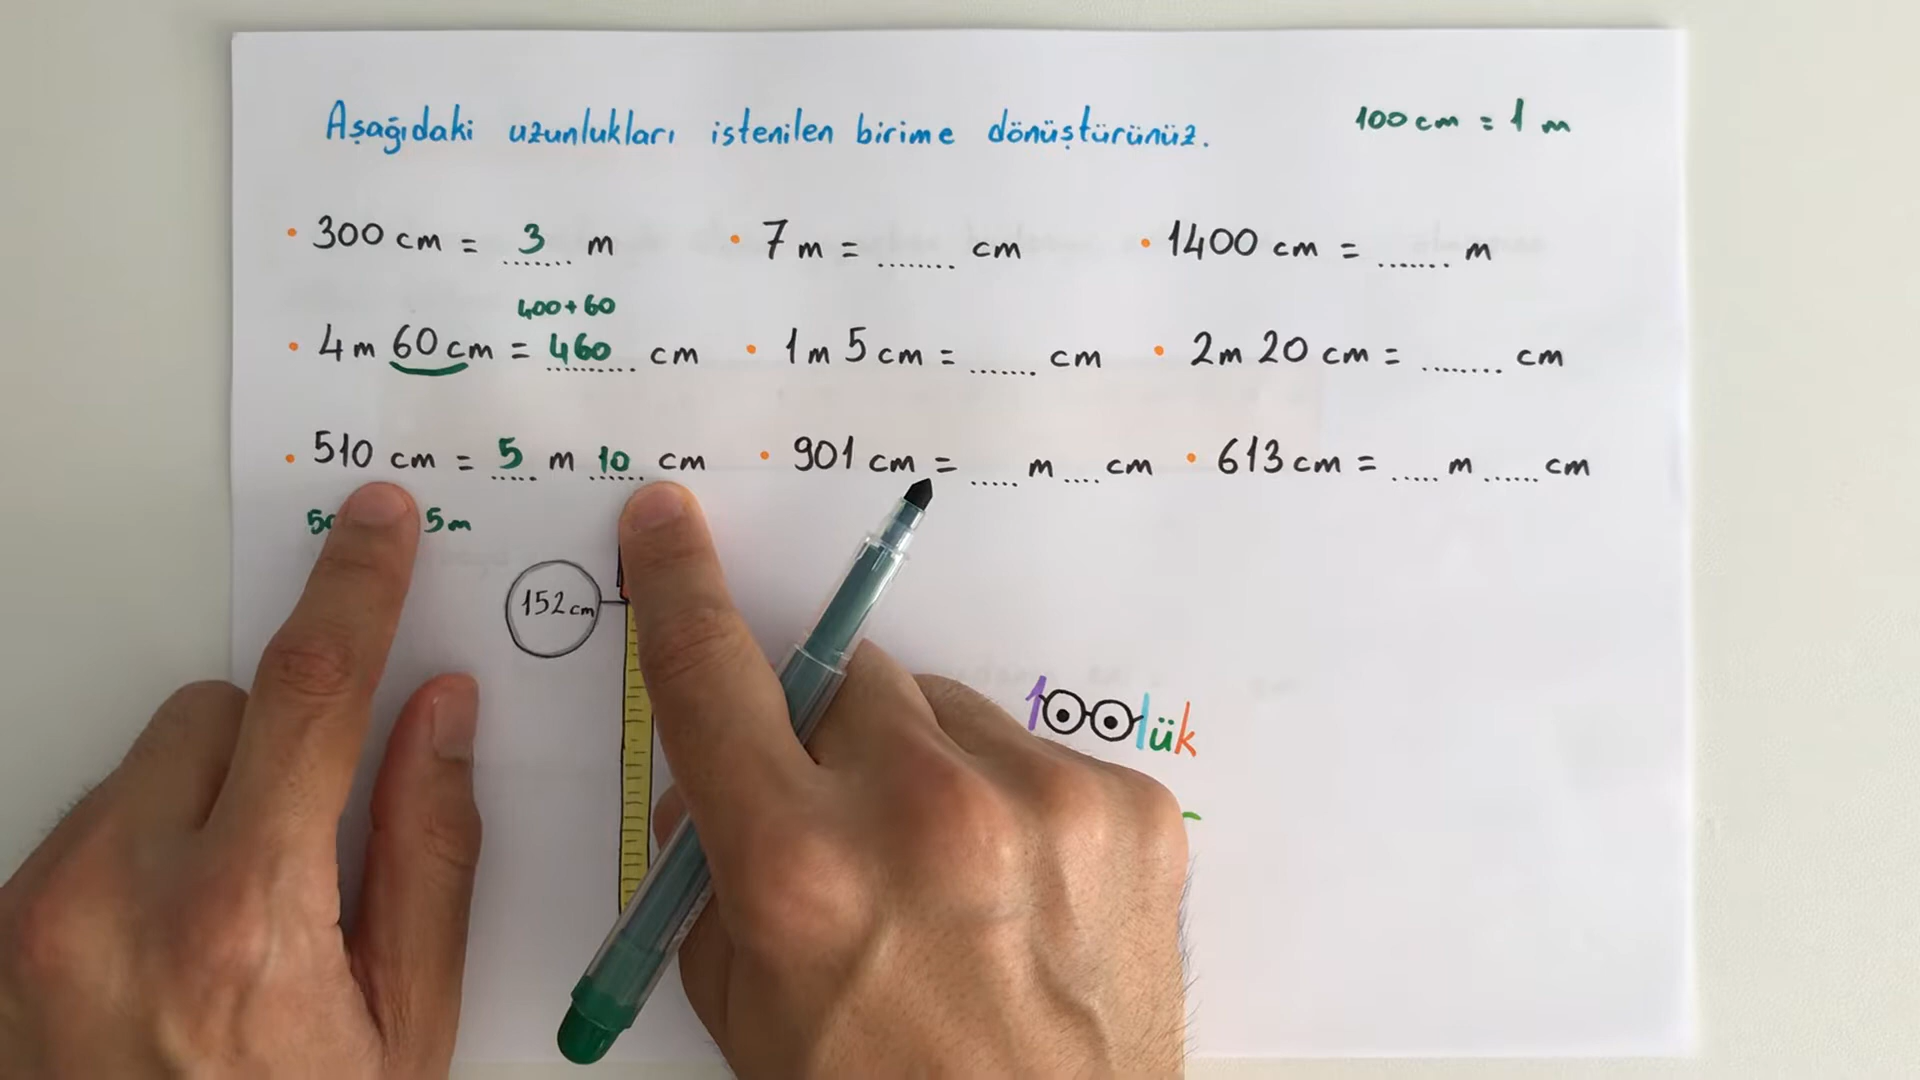 Aşağıdaki uzunlukları istenilen birime dönüştürünüz.
100 cm = 1 m
• 300 cm = 3 m • 7 m = ........ cm • 1400 cm = ....... m
400 + 60
• 4 m 60 cm = 460 cm • 1 m 5 cm = ....... cm • 2 m 20 cm = ........ cm
• 510 cm = 5 m 10 cm • 901 cm = ..... m .... cm • 613 cm = ..... m ...... cm
5m
152 cm
100lük